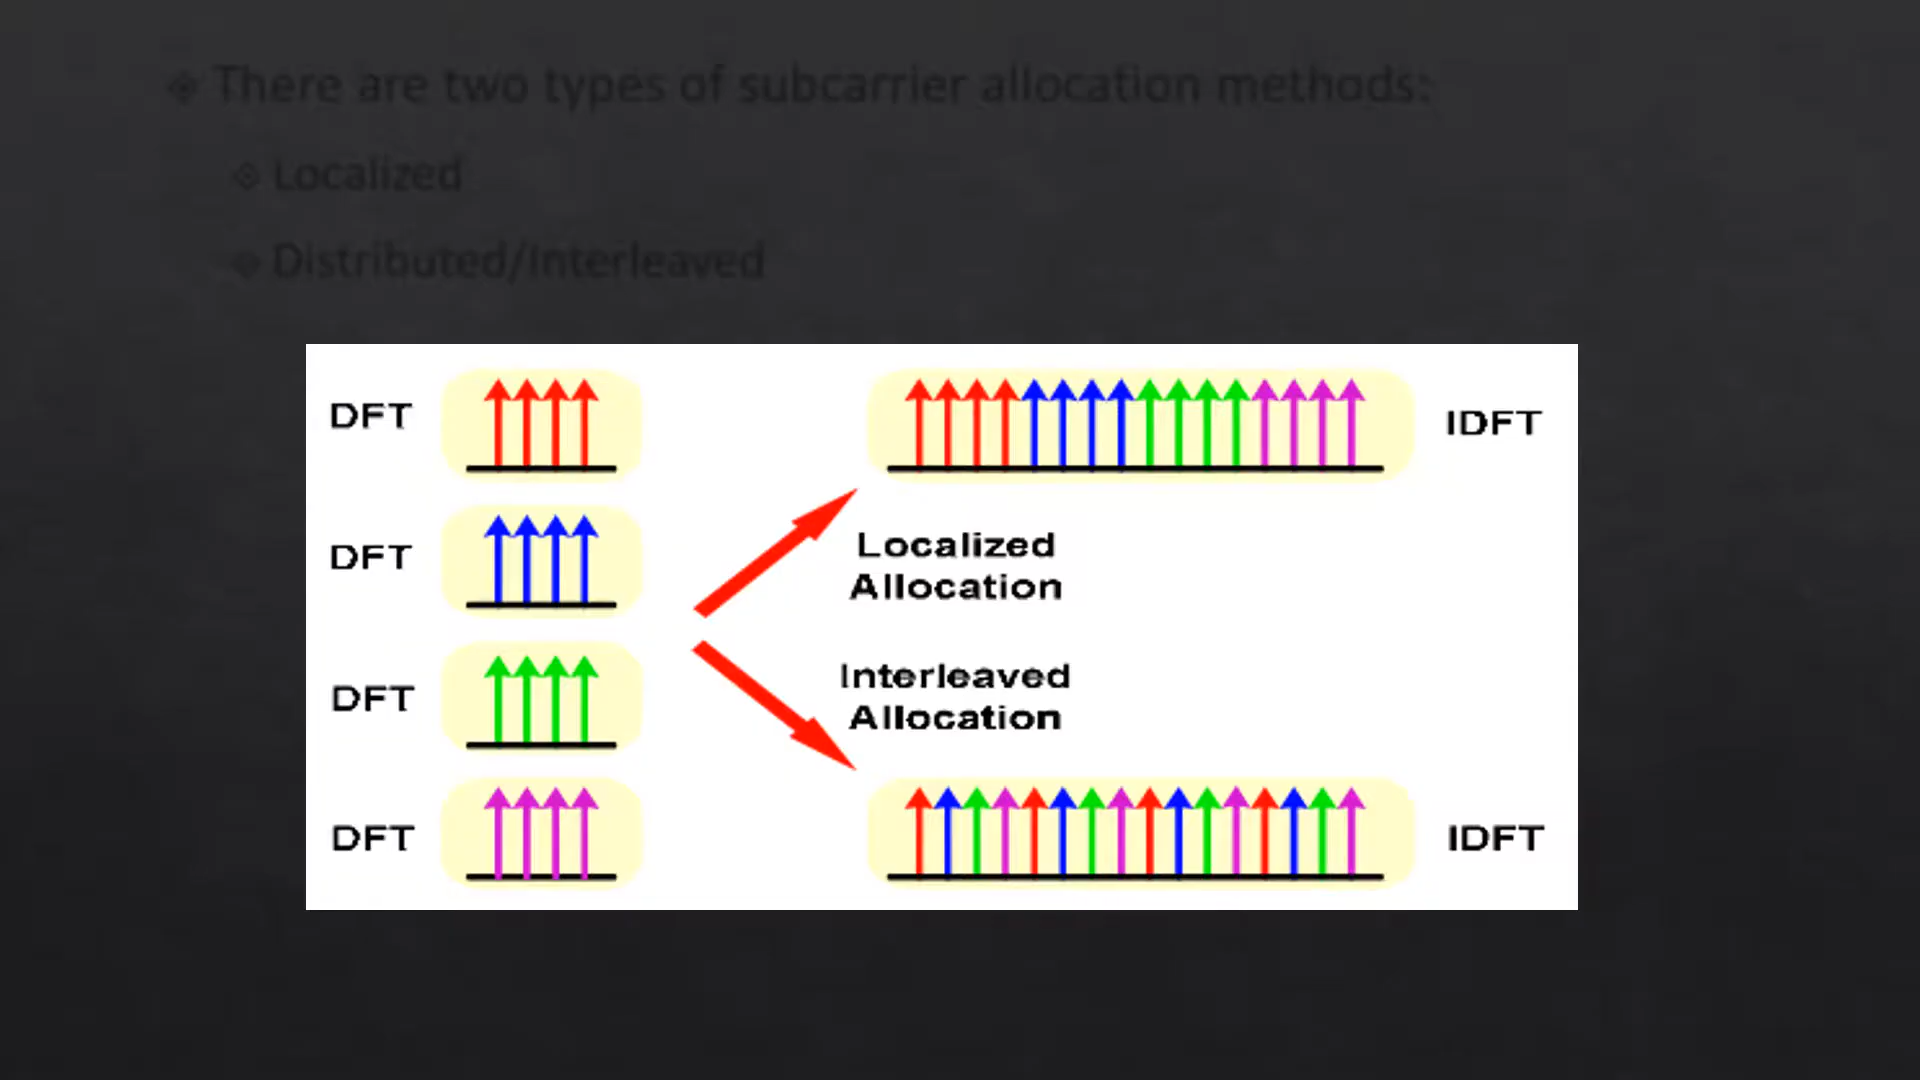 There are two types of subcarrier allocation methods:
Localized
Distributed/Interleaved
DFT
IDFT
DFT
Localized
Allocation
Interleaved
Allocation
DFT
DFT
IDFT